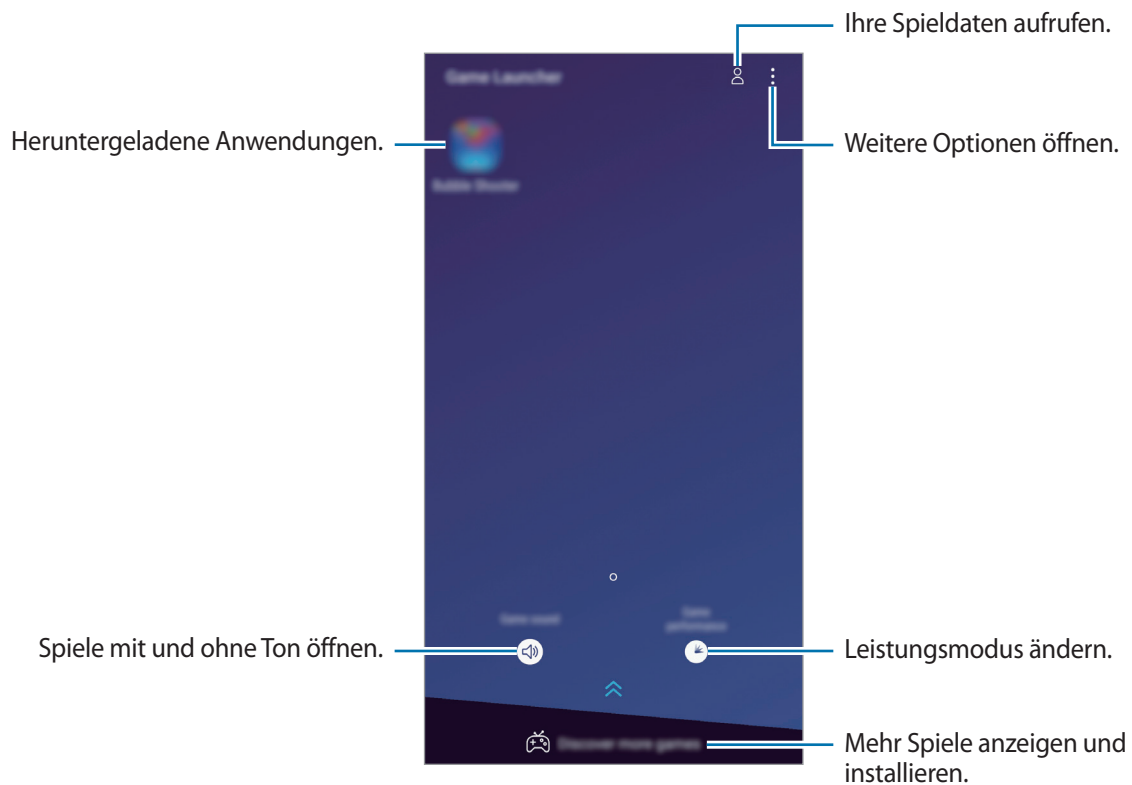 Ihre Spieldaten aufrufen.
Game Launcher
Heruntergeladene Anwendungen.
Weitere Optionen öffnen.
Bubble Shooter
Game sound
Game
performance
Spiele mit und ohne Ton öffnen.
Leistungsmodus ändern.
Discover more games
Mehr Spiele anzeigen und
installieren.